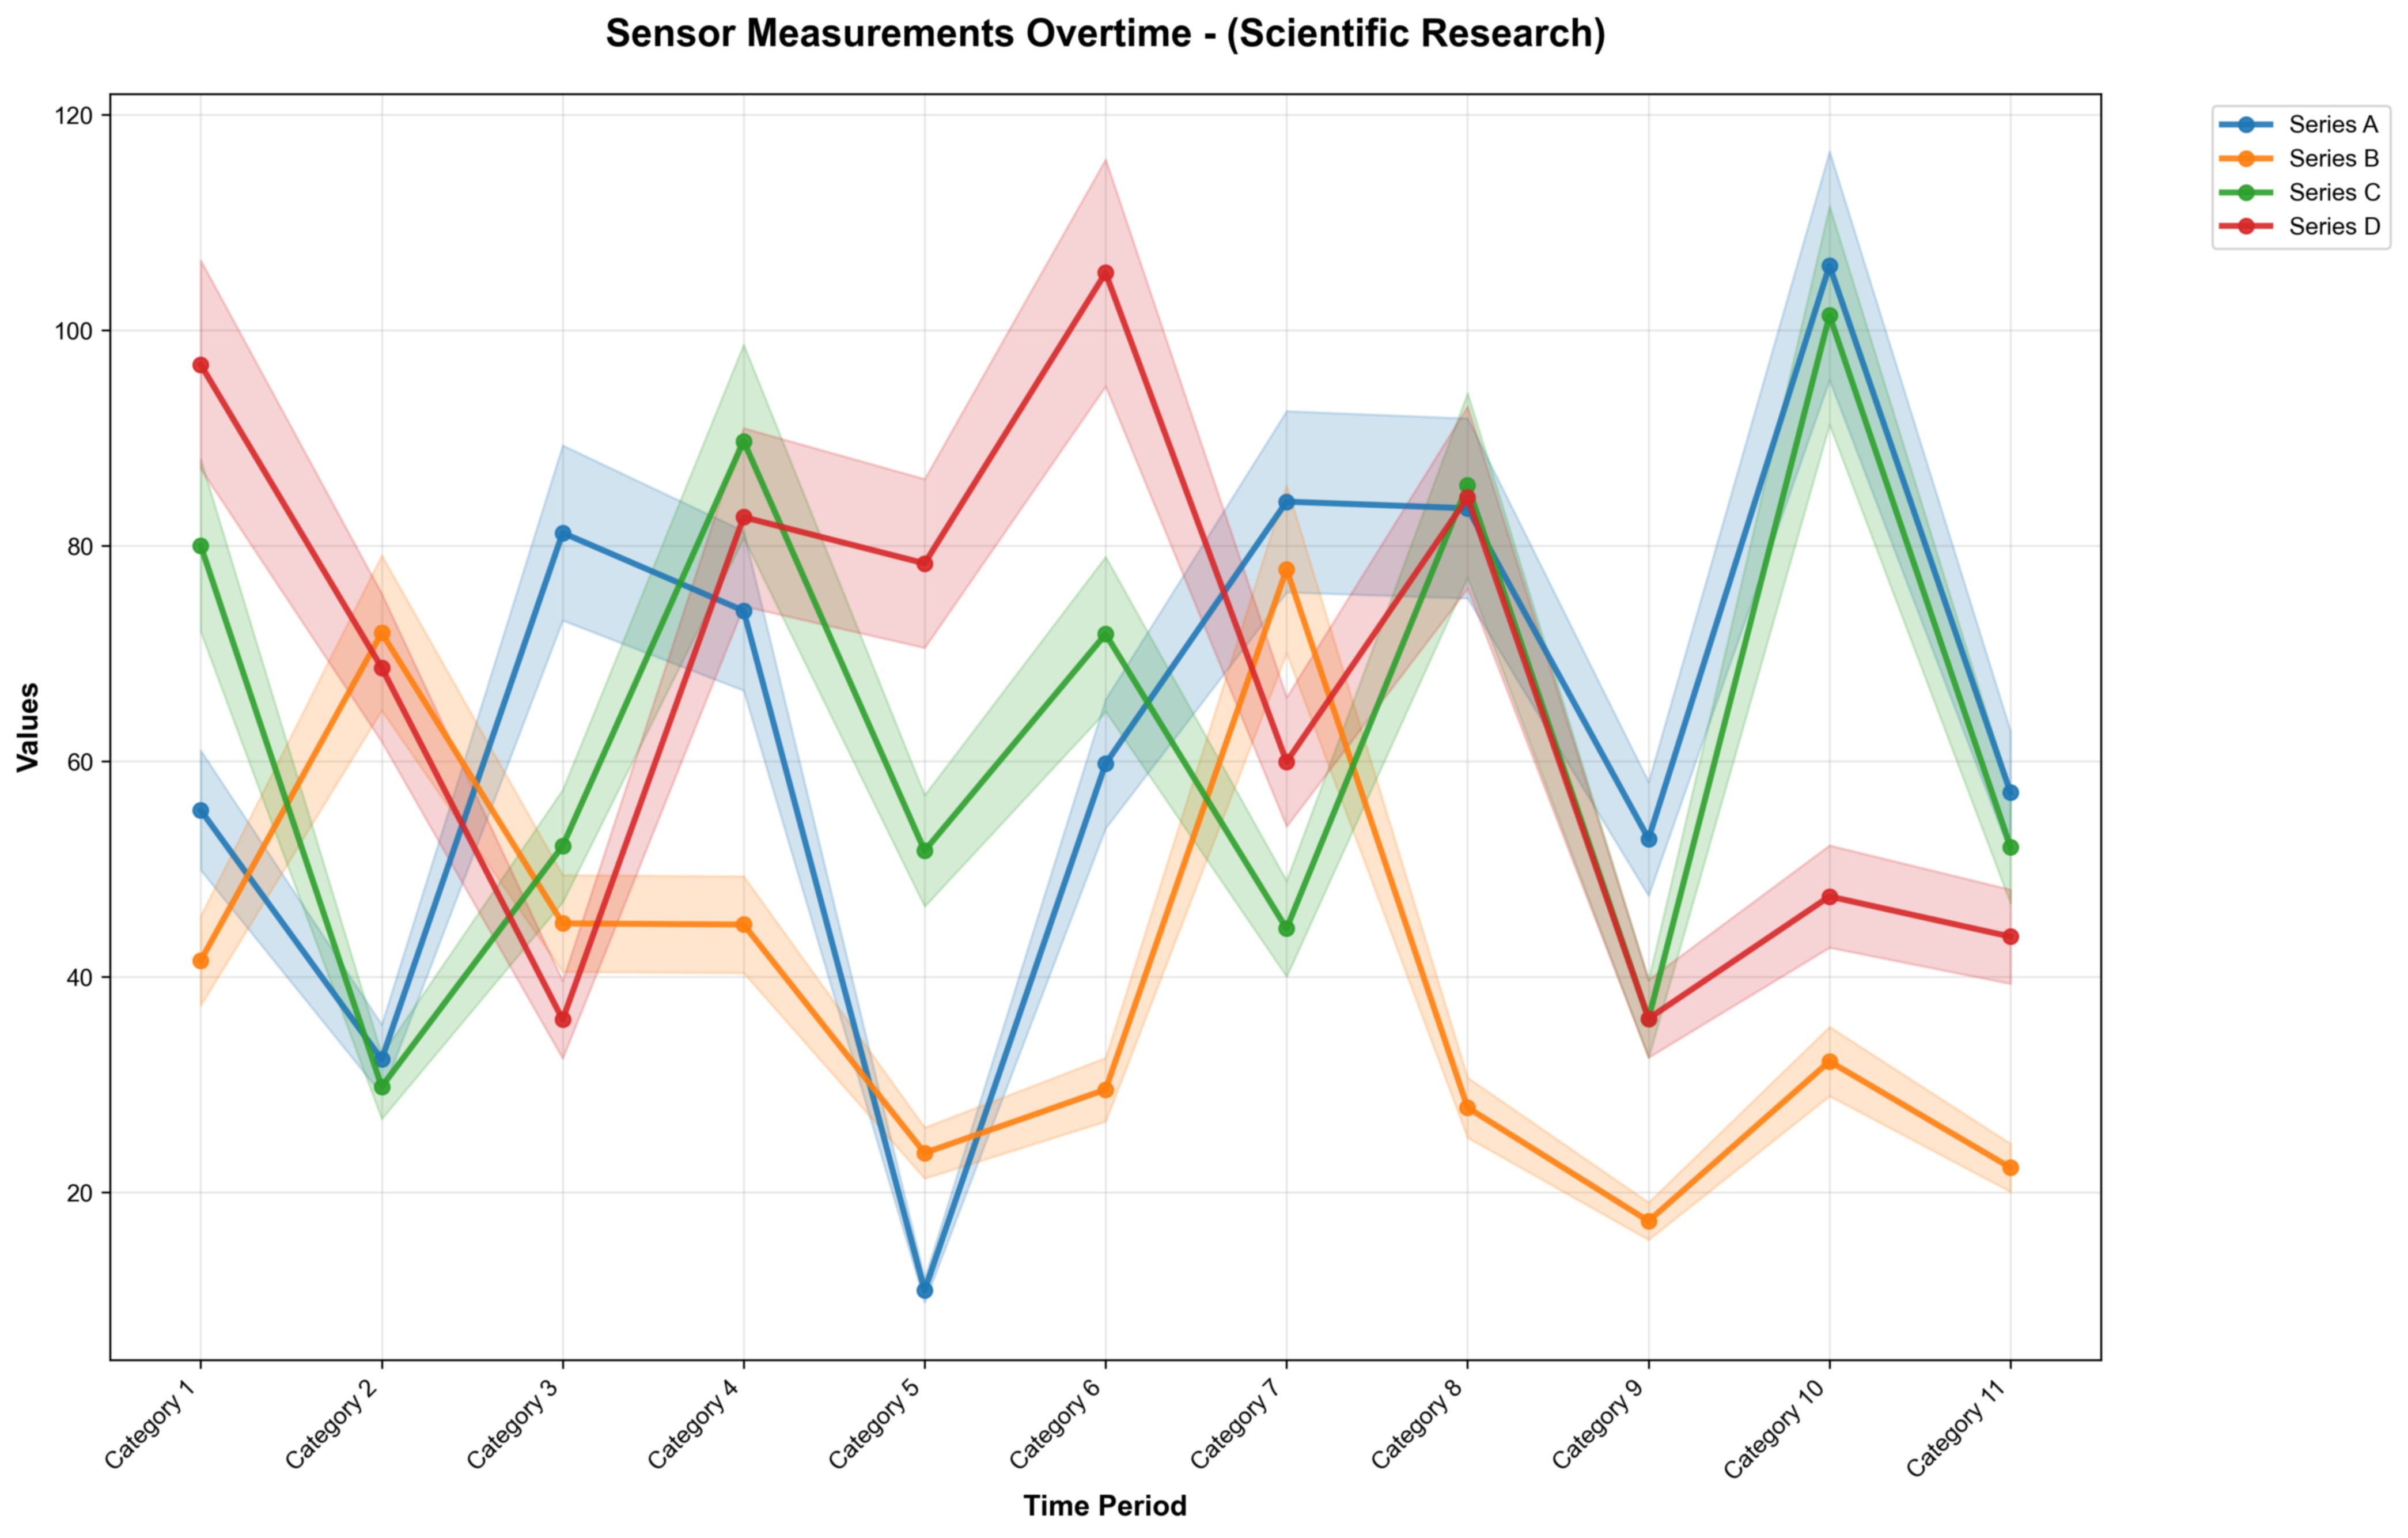 Sensor Measurements Overtime - (Scientific Research)
120
100
80
60
40
20
Values
Category 1
Category 2
Category 3
Category 4
Category 5
Category 6
Category 7
Category 8
Category 9
Category 10
Category 11
Time Period
Series A
Series B
Series C
Series D